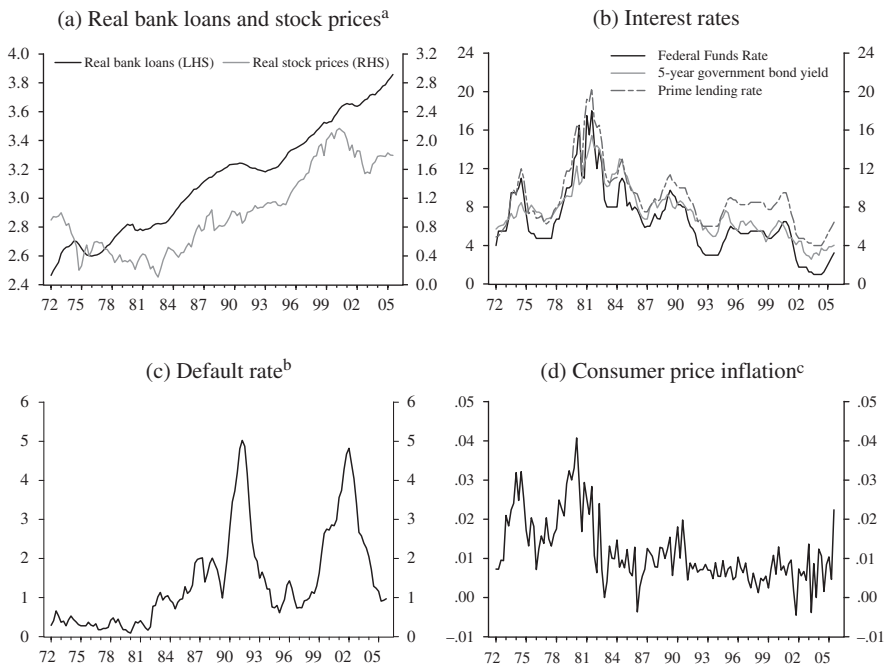 (a) Real bank loans and stock pricesa
Real bank loans (LHS) Real stock prices (RHS)
4.0 3.2
3.8 2.8
3.6 2.4
3.4 2.0
3.2 1.6
3.0 1.2
2.8 0.8
2.6 0.4
2.4 0.0
72 75 78 81 84 87 90 93 96 99 02 05
(b) Interest rates
Federal Funds Rate
5-year government bond yield
Prime lending rate
24 24
20 20
16 16
12 12
8 8
4 4
0 0
72 75 78 81 84 87 90 93 96 99 02 05
(c) Default rateb
6 6
5 5
4 4
3 3
2 2
1 1
0 0
72 75 78 81 84 87 90 93 96 99 02 05
(d) Consumer price inflationc
.05 .05
.04 .04
.03 .03
.02 .02
.01 .01
.00 .00
–.01 –.01
72 75 78 81 84 87 90 93 96 99 02 05